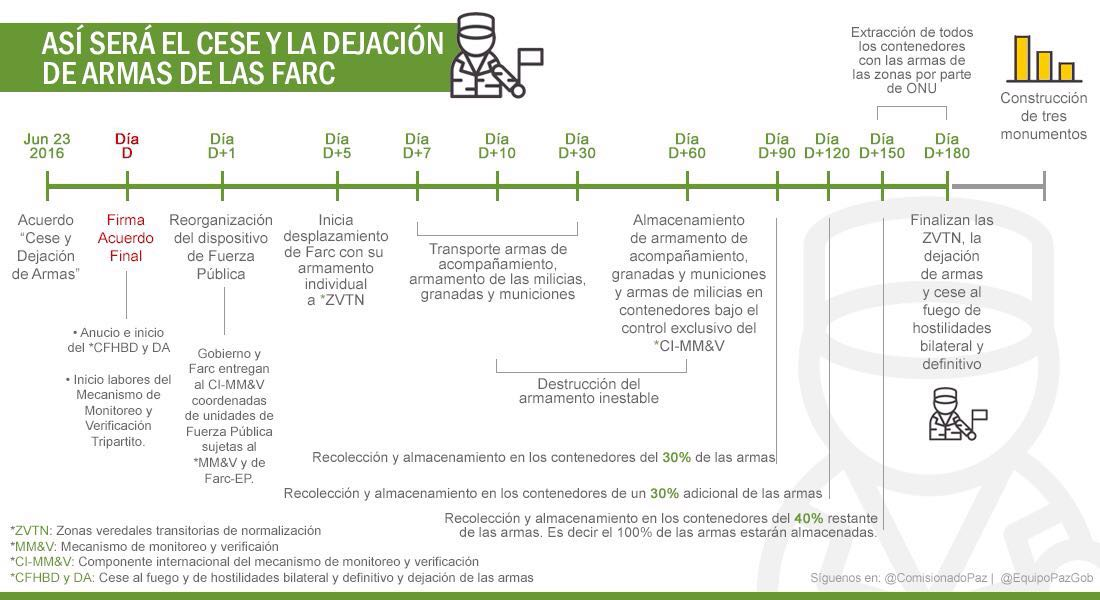 ASÍ SERÁ EL CESE Y LA DEJACIÓN
DE ARMAS DE LAS FARC
Extracción de todos
los contenedores
con las armas de
las zonas por parte
de ONU
Construcción
de tres
monumentos
Jun 23
2016
Día
D
Día
D+1
Día
D+5
Día
D+7
Día
D+10
Día
D+30
Día
D+60
Día
D+90
Día
D+120
Día
D+150
Día
D+180
Acuerdo
“Cese y
Dejación
de Armas”
Firma
Acuerdo
Final
• Anucio e inicio
del *CFHBD y DA
• Inicio labores del
Mecanismo de
Monitoreo y
Verificación
Tripartito.
Reorganización
del dispositivo
de Fuerza
Pública
Gobierno y
Farc entregan
al CI-MM&V
coordenadas
de unidades de
Fuerza Pública
sujetas al
*MM&V y de
Farc-EP.
Inicia
desplazamiento
de Farc con su
armamento
individual
a *ZVTN
Transporte armas de
acompañamiento,
armamento de las milicias,
granadas y municiones
Almacenamiento
de armamento de
acompañamiento,
granadas y municiones
y armas de milicias en
contenedores bajo el
control exclusivo del
*CI-MM&V
Destrucción del
armamento inestable
Finalizan las
ZVTN, la
dejación
de armas
y cese al
fuego de
hostilidades
bilateral y
definitivo
Recolección y almacenamiento en los contenedores del 30% de las armas
Recolección y almacenamiento en los contenedores de un 30% adicional de las armas
Recolección y almacenamiento en los contenedores del 40% restante
de las armas. Es decir el 100% de las armas estarán almacenadas.
*ZVTN: Zonas veredales transitorias de normalización
*MM&V: Mecanismo de monitoreo y verificaión
*CI-MM&V: Componente internacional del mecanismo de monitoreo y verificación
*CFHBD y DA: Cese al fuego y de hostilidades bilateral y definitivo y dejación de las armas
Síguenos en: @ComisionadoPaz | @EquipoPazGob